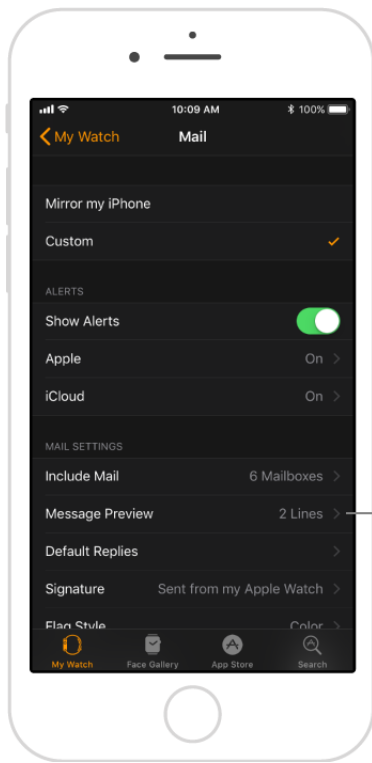 10:09 AM 100%
My Watch Mail
Mirror my iPhone
Custom
ALERTS
Show Alerts
Apple On
iCloud On
MAIL SETTINGS
Include Mail 6 Mailboxes
Message Preview 2 Lines
Default Replies
Signature Sent from my Apple Watch
Flag Style Color
My Watch Face Gallery App Store Search